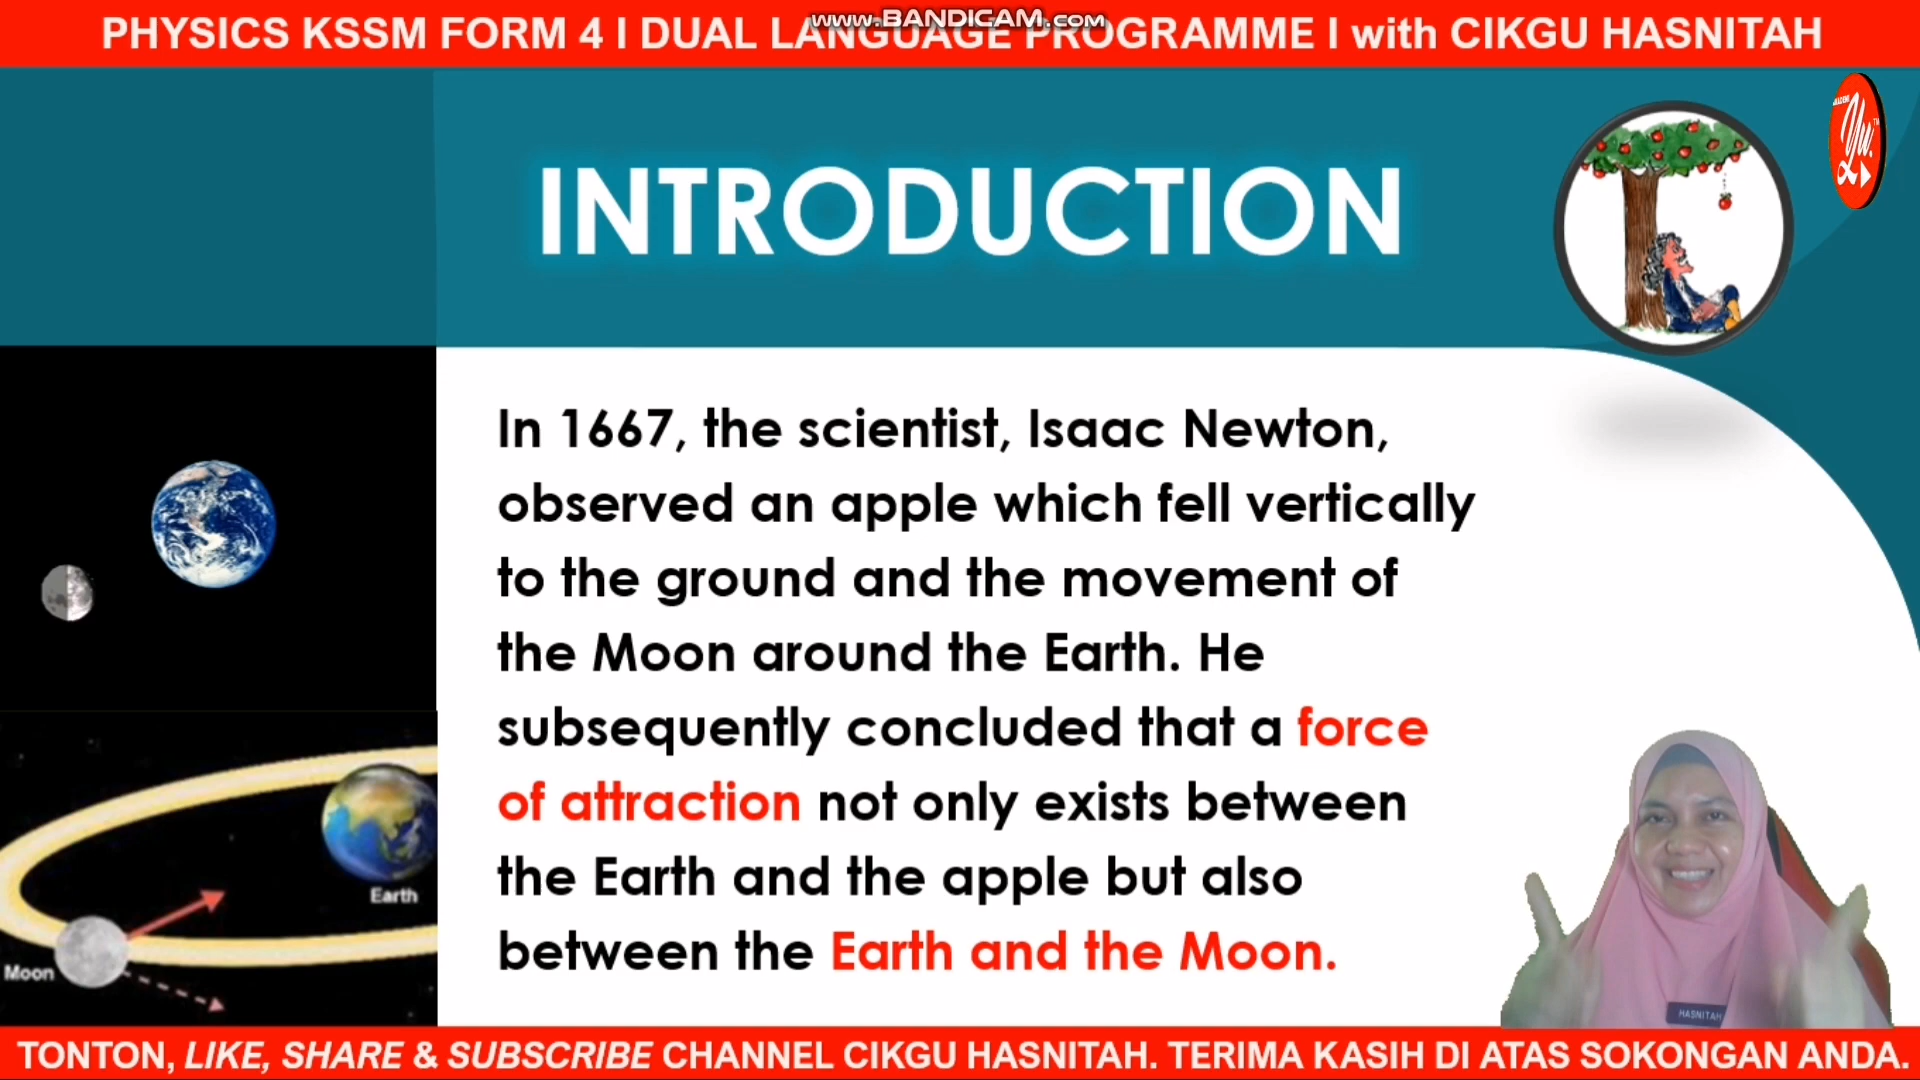 www.BANDICAM.com
PHYSICS KSSM FORM 4 I DUAL LANGUAGE PROGRAMME I with CIKGU HASNITAH
INTRODUCTION
In 1667, the scientist, Isaac Newton,
observed an apple which fell vertically
to the ground and the movement of
the Moon around the Earth. He
subsequently concluded that a force
of attraction not only exists between
the Earth and the apple but also
between the Earth and the Moon.
Earth
Moon
HASNITAH
TONTON, LIKE, SHARE & SUBSCRIBE CHANNEL CIKGU HASNITAH. TERIMA KASIH DI ATAS SOKONGAN ANDA.